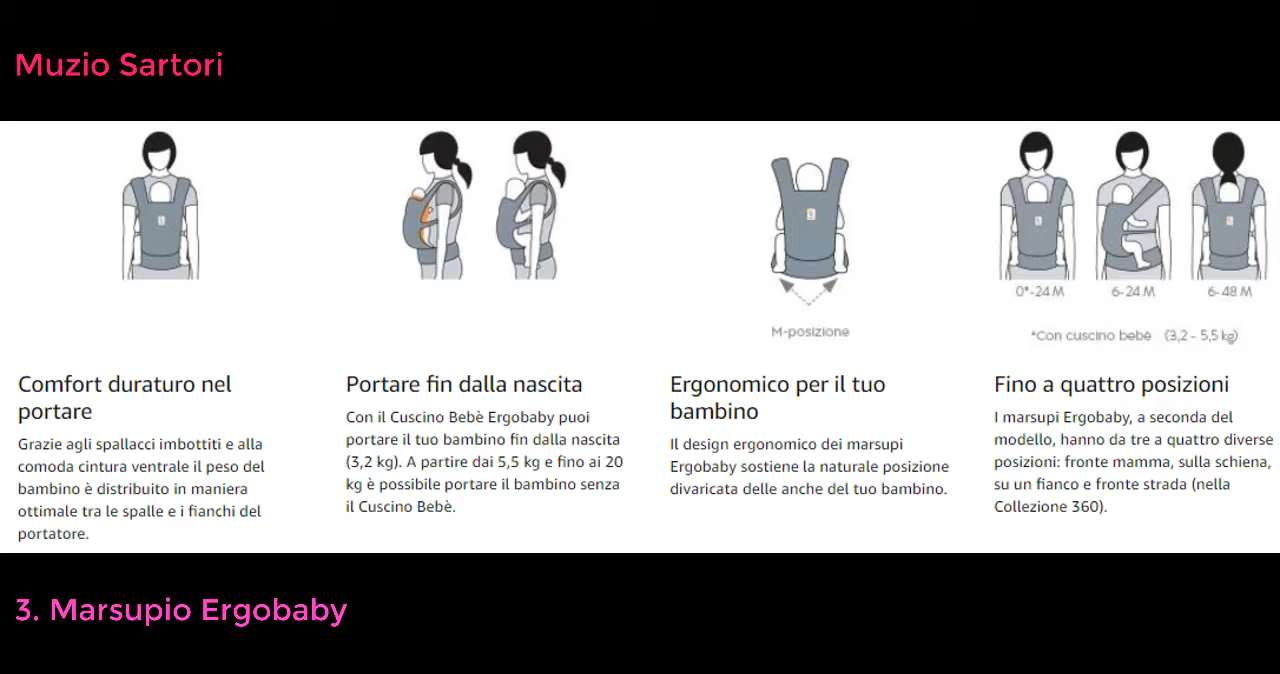 Muzio Sartori
0*-24 M
6-24 M
6-48 M
M-posizione
*Con cuscino bebè (3,2 - 5,5 kg)
Comfort duraturo nel
portare
Grazie agli spallacci imbottiti e alla
comoda cintura ventrale il peso del
bambino è distribuito in maniera
ottimale tra le spalle e i fianchi del
portatore.
Portare fin dalla nascita
Con il Cuscino Bebè Ergobaby puoi
portare il tuo bambino fin dalla nascita
(3,2 kg). A partire dai 5,5 kg e fino ai 20
kg è possibile portare il bambino senza
il Cuscino Bebè.
Ergonomico per il tuo
bambino
Il design ergonomico dei marsupi
Ergobaby sostiene la naturale posizione
divaricata delle anche del tuo bambino.
Fino a quattro posizioni
I marsupi Ergobaby, a seconda del
modello, hanno da tre a quattro diverse
posizioni: fronte mamma, sulla schiena,
su un fianco e fronte strada (nella
Collezione 360).
3. Marsupio Ergobaby